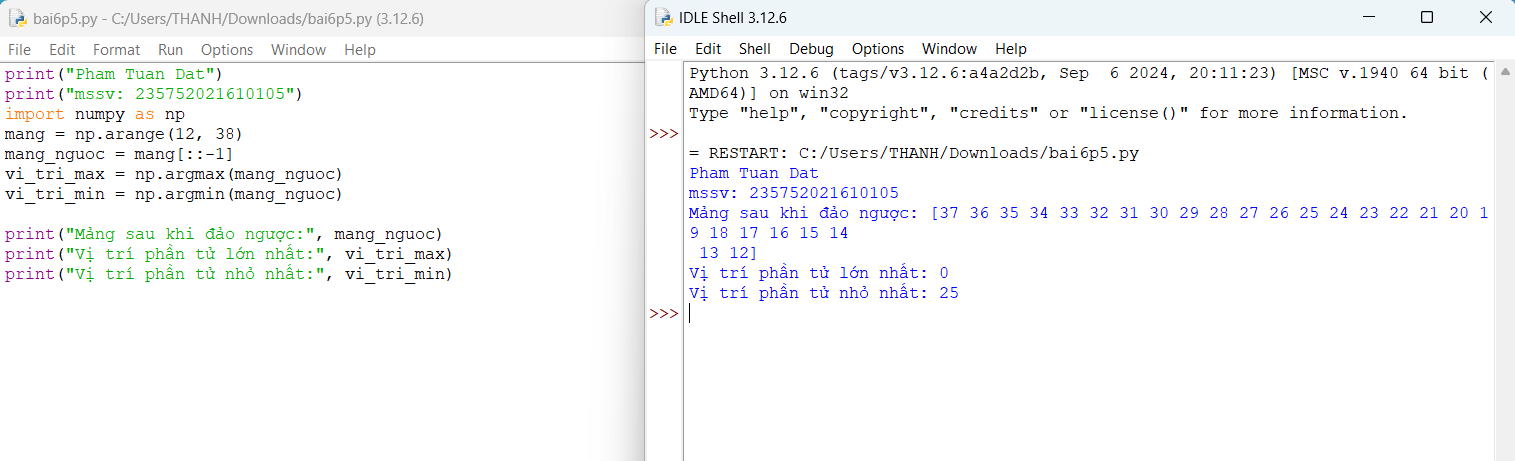 bai6p5.py - C:/Users/THANH/Downloads/bai6p5.py (3.12.6)
File Edit Format Run Options Window Help
print("Pham Tuan Dat")
print("mssv: 235752021610105")
import numpy as np
mang = np.arange(12, 38)
mang_nguoc = mang[::-1]
vi_tri_max = np.argmax(mang_nguoc)
vi_tri_min = np.argmin(mang_nguoc)
print("Mảng sau khi đảo ngược:", mang_nguoc)
print("Vị trí phần tử lớn nhất:", vi_tri_max)
print("Vị trí phần tử nhỏ nhất:", vi_tri_min)
IDLE Shell 3.12.6
File Edit Shell Debug Options Window Help
Python 3.12.6 (tags/v3.12.6:a4a2d2b, Sep  6 2024, 20:11:23) [MSC v.1940 64 bit (
AMD64)] on win32
Type "help", "copyright", "credits" or "license()" for more information.
>>>
= RESTART: C:/Users/THANH/Downloads/bai6p5.py
Pham Tuan Dat
mssv: 235752021610105
Mảng sau khi đảo ngược: [37 36 35 34 33 32 31 30 29 28 27 26 25 24 23 22 21 20 1
9 18 17 16 15 14
 13 12]
Vị trí phần tử lớn nhất: 0
Vị trí phần tử nhỏ nhất: 25
>>>